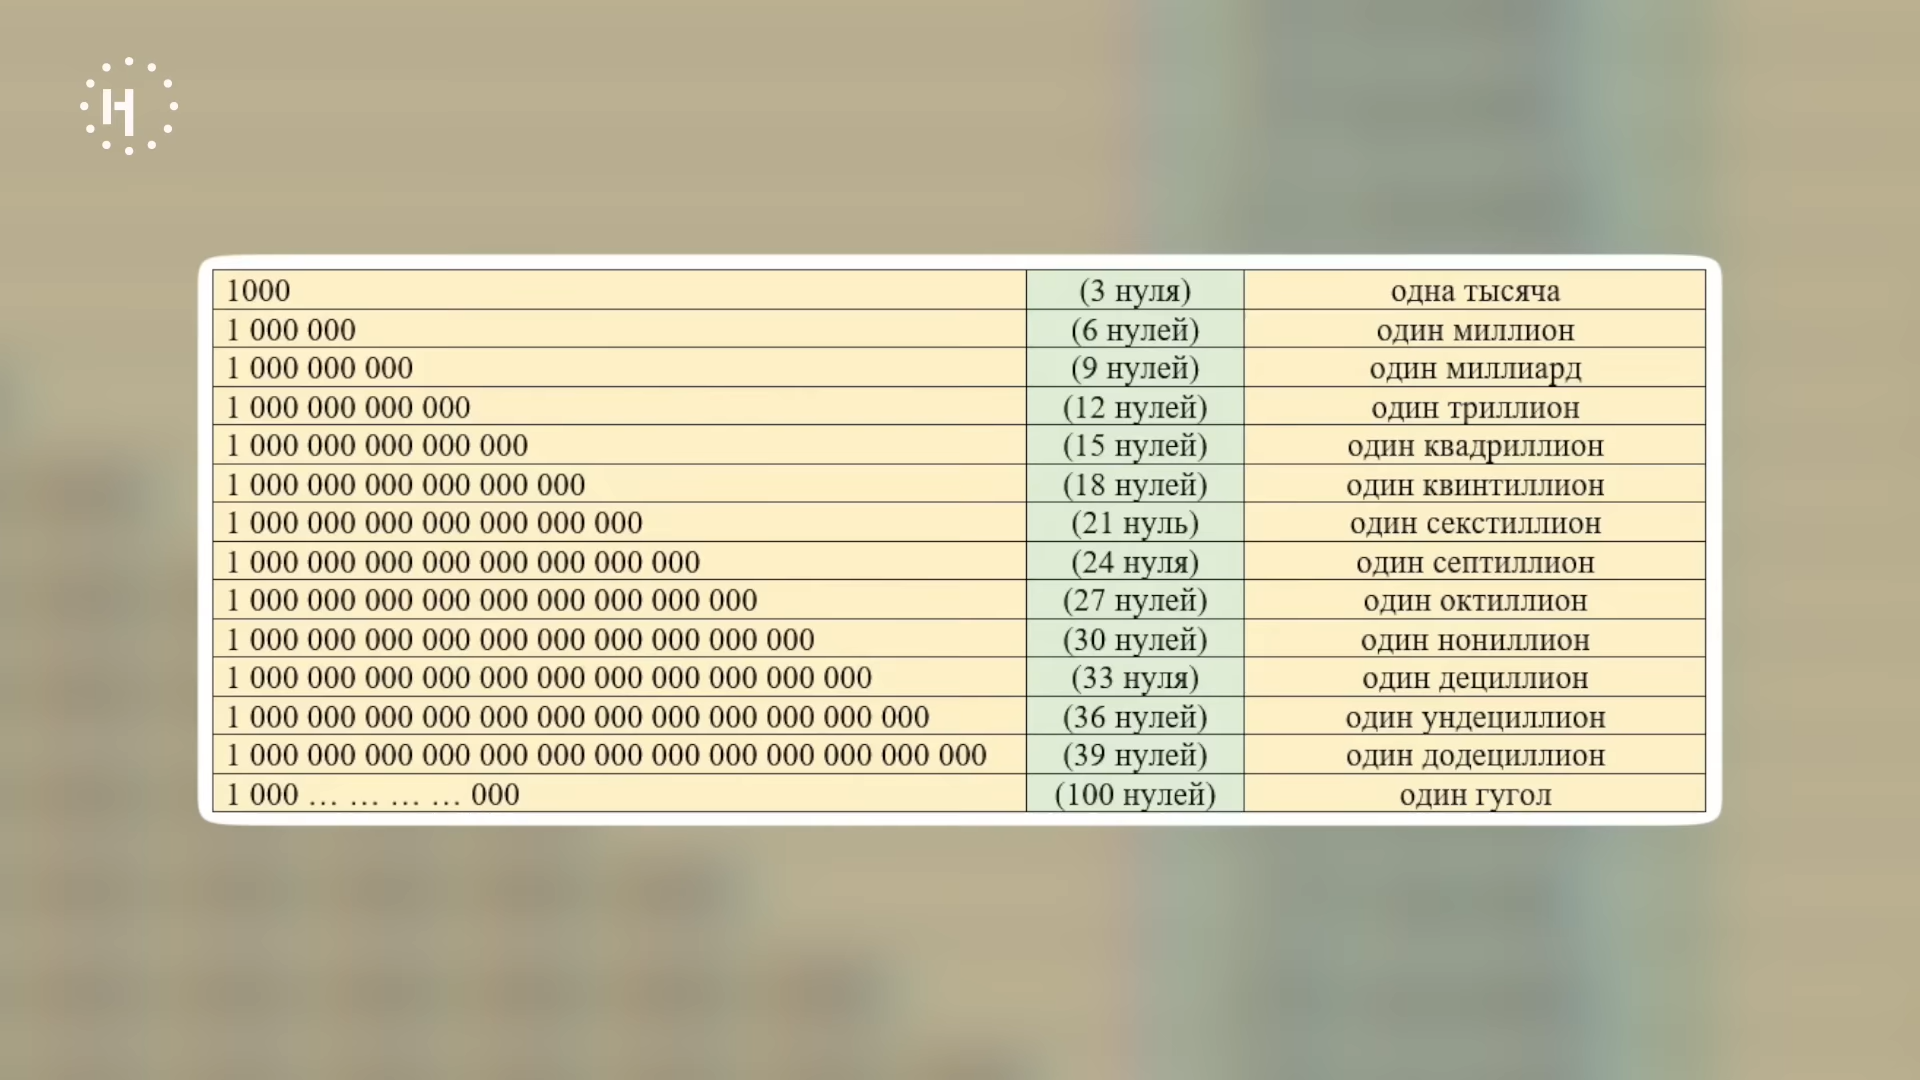 1000 (3 нуля) одна тысяча
1 000 000 (6 нулей) один миллион
1 000 000 000 (9 нулей) один миллиард
1 000 000 000 000 (12 нулей) один триллион
1 000 000 000 000 000 (15 нулей) один квадриллион
1 000 000 000 000 000 000 (18 нулей) один квинтиллион
1 000 000 000 000 000 000 000 (21 нуль) один секстиллион
1 000 000 000 000 000 000 000 000 (24 нуля) один септиллион
1 000 000 000 000 000 000 000 000 000 (27 нулей) один октиллион
1 000 000 000 000 000 000 000 000 000 000 (30 нулей) один нониллион
1 000 000 000 000 000 000 000 000 000 000 000 (33 нуля) один дециллион
1 000 000 000 000 000 000 000 000 000 000 000 000 (36 нулей) один ундециллион
1 000 000 000 000 000 000 000 000 000 000 000 000 000 (39 нулей) один додециллион
1 000 … … … … 000 (100 нулей) один гугол